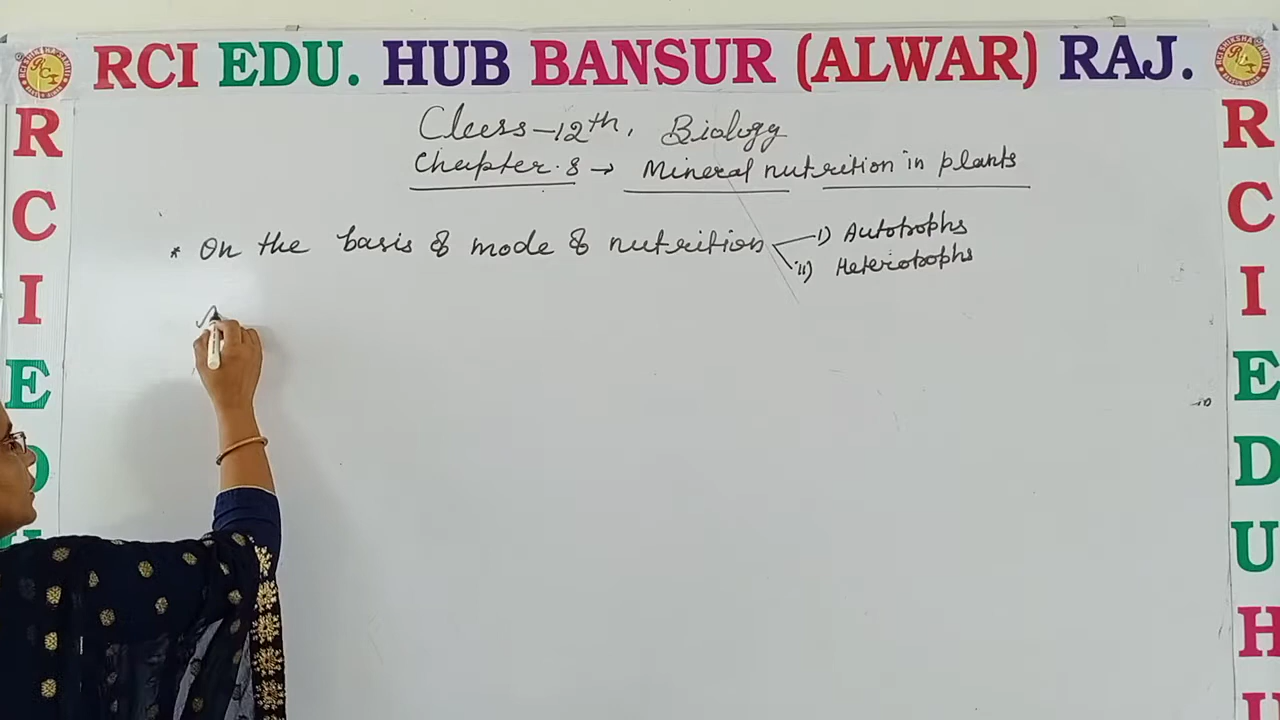 RCI EDU. HUB BANSUR (ALWAR) RAJ.
Class-12th, Biology
Chapter.8 → Mineral nutrition in plants
* On the basis of mode of nutrition
i) Autotrophs
ii) Heterotrophs
R
C
I
E
D
U
R
C
I
E
D
U
H
U